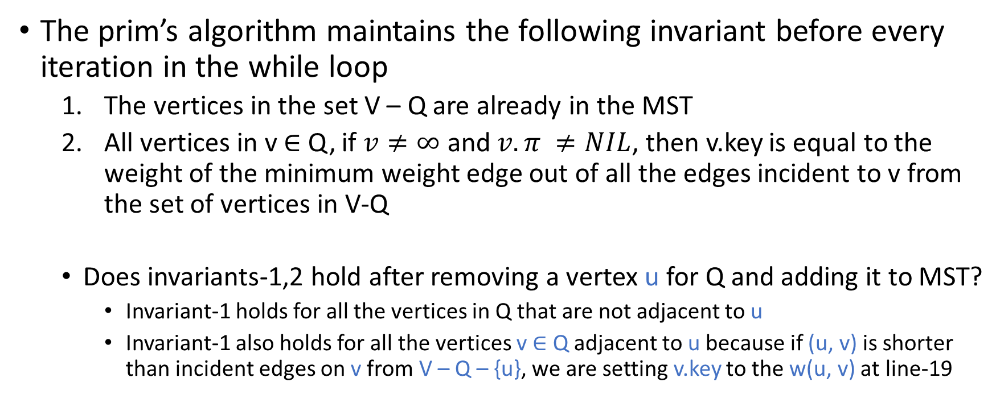 • The prim’s algorithm maintains the following invariant before every
iteration in the while loop
1. The vertices in the set V – Q are already in the MST
2. All vertices in v ∈ Q, if 𝑣 ≠ ∞ and 𝑣. 𝜋 ≠ 𝑁𝐼𝐿, then v.key is equal to the
weight of the minimum weight edge out of all the edges incident to v from
the set of vertices in V-Q
• Does invariants-1,2 hold after removing a vertex u for Q and adding it to MST?
• Invariant-1 holds for all the vertices in Q that are not adjacent to u
• Invariant-1 also holds for all the vertices v ∈ Q adjacent to u because if (u, v) is shorter
than incident edges on v from V – Q – {u}, we are setting v.key to the w(u, v) at line-19